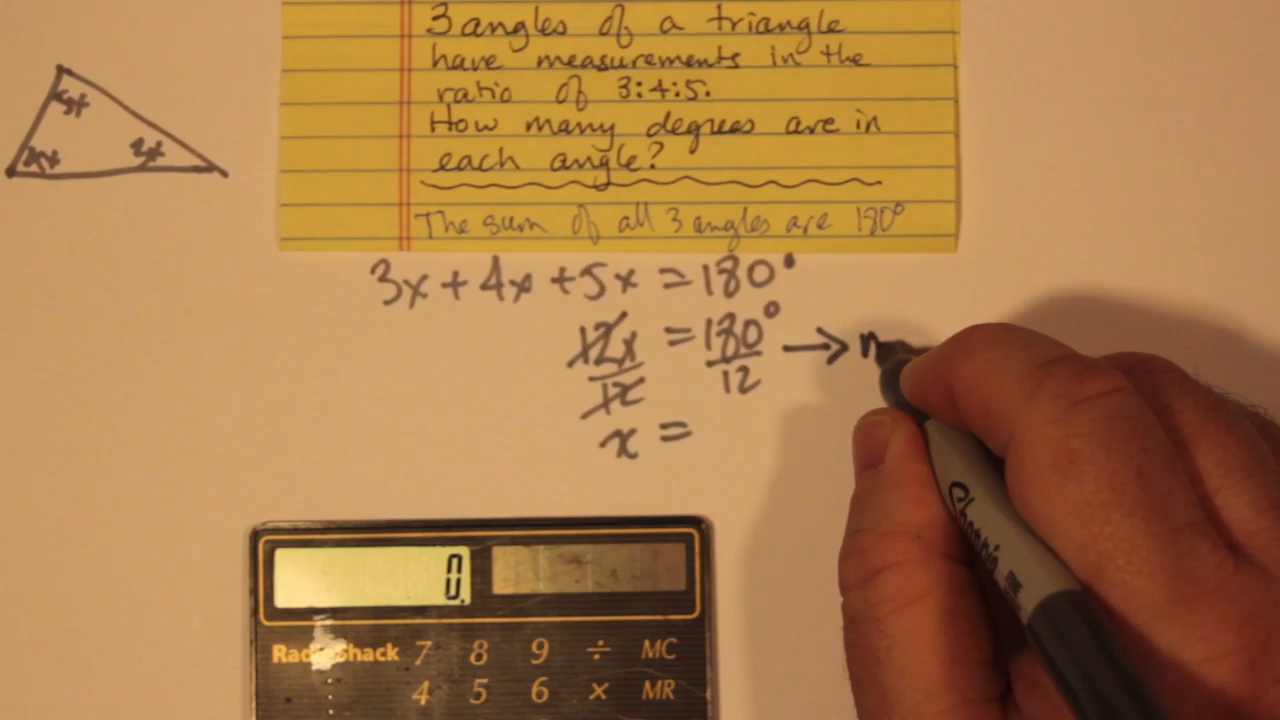 3 angles of a triangle
have measurements in the
ratio of 3:4:5.
How many degrees are in
each angle?
The sum of all 3 angles are 180°
3x + 4x + 5x = 180°
12x = 180°
12 12
x =
0.
RadioShack 7 8 9 ÷ MC
4 5 6 × MR
Sharpie